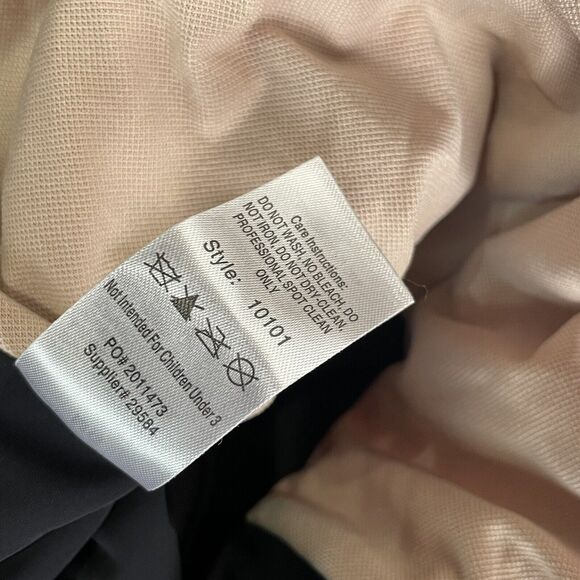 Care Instructions:
DO NOT WASH, NO BLEACH, DO
NOT IRON, DO NOT DRY-CLEAN,
PROFESSIONAL SPOT CLEAN
ONLY
Style: 10101
Not Intended For Children Under 3
PO# 2011473
Supplier# 29584